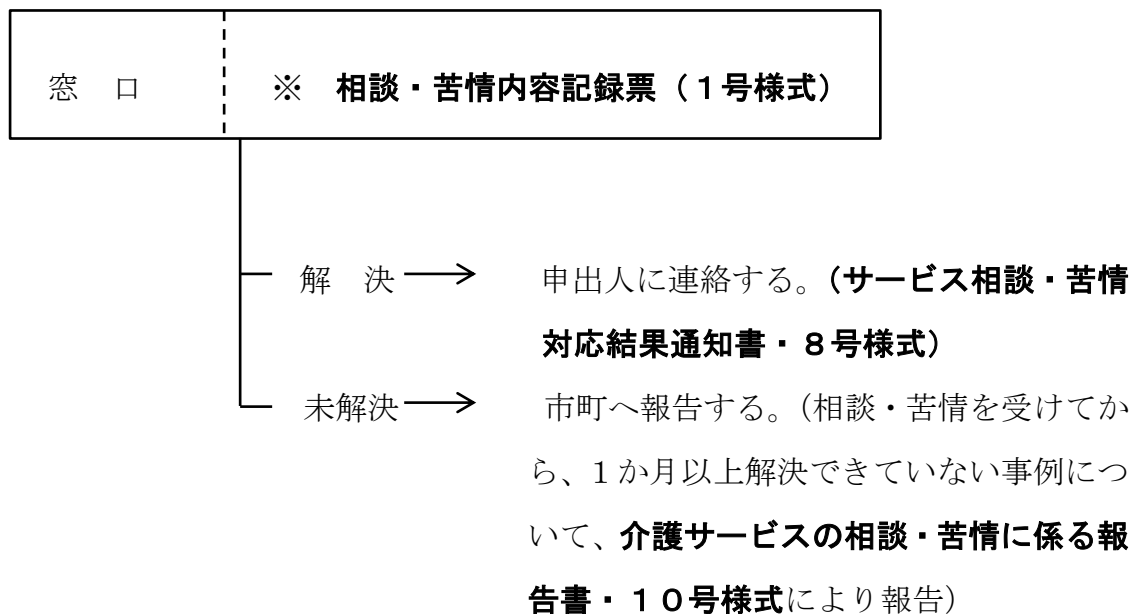 窓　口　※　相談・苦情内容記録票（１号様式）
解　決　申出人に連絡する。（サービス相談・苦情
対応結果通知書・８号様式）
未解決　市町へ報告する。（相談・苦情を受けてか
ら、１か月以上解決できていない事例につ
いて、介護サービスの相談・苦情に係る報
告書・１０号様式により報告）